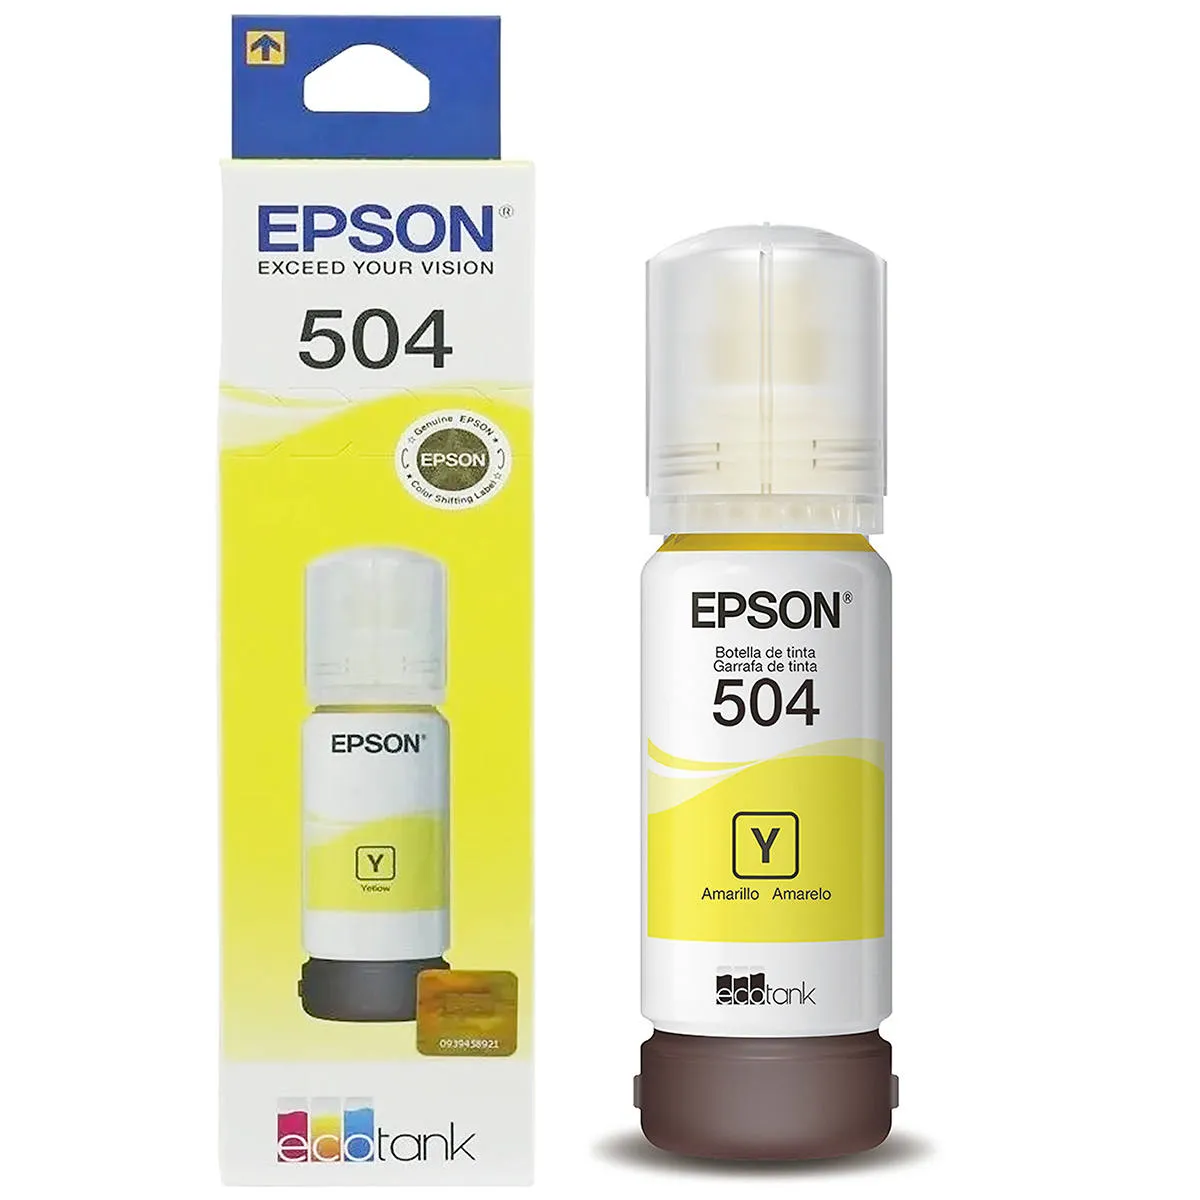 EPSON®
EXCEED YOUR VISION
504
☆ Genuine EPSON ★
EPSON
★ Color Shifting Label ☆
EPSON®
Y
Yellow
0939458921
ecotank
EPSON®
Botella de tinta
Garrafa de tinta
504
Y
Amarillo Amarelo
ecotank